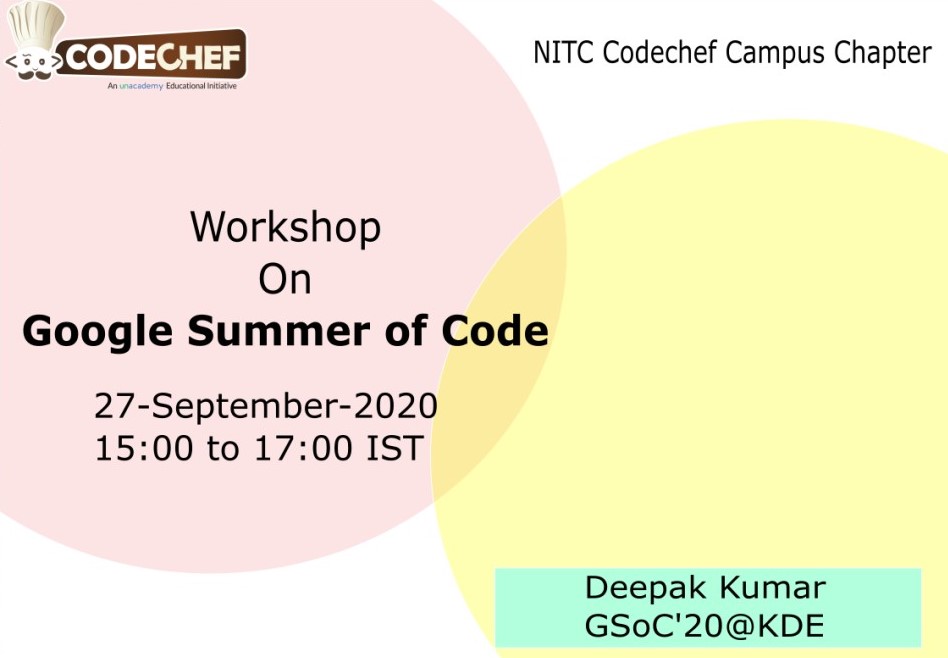 CODECHEF
An unacademy Educational Initiative
NITC Codechef Campus Chapter
Workshop
On
Google Summer of Code
27-September-2020
15:00 to 17:00 IST
Deepak Kumar
GSoC'20@KDE